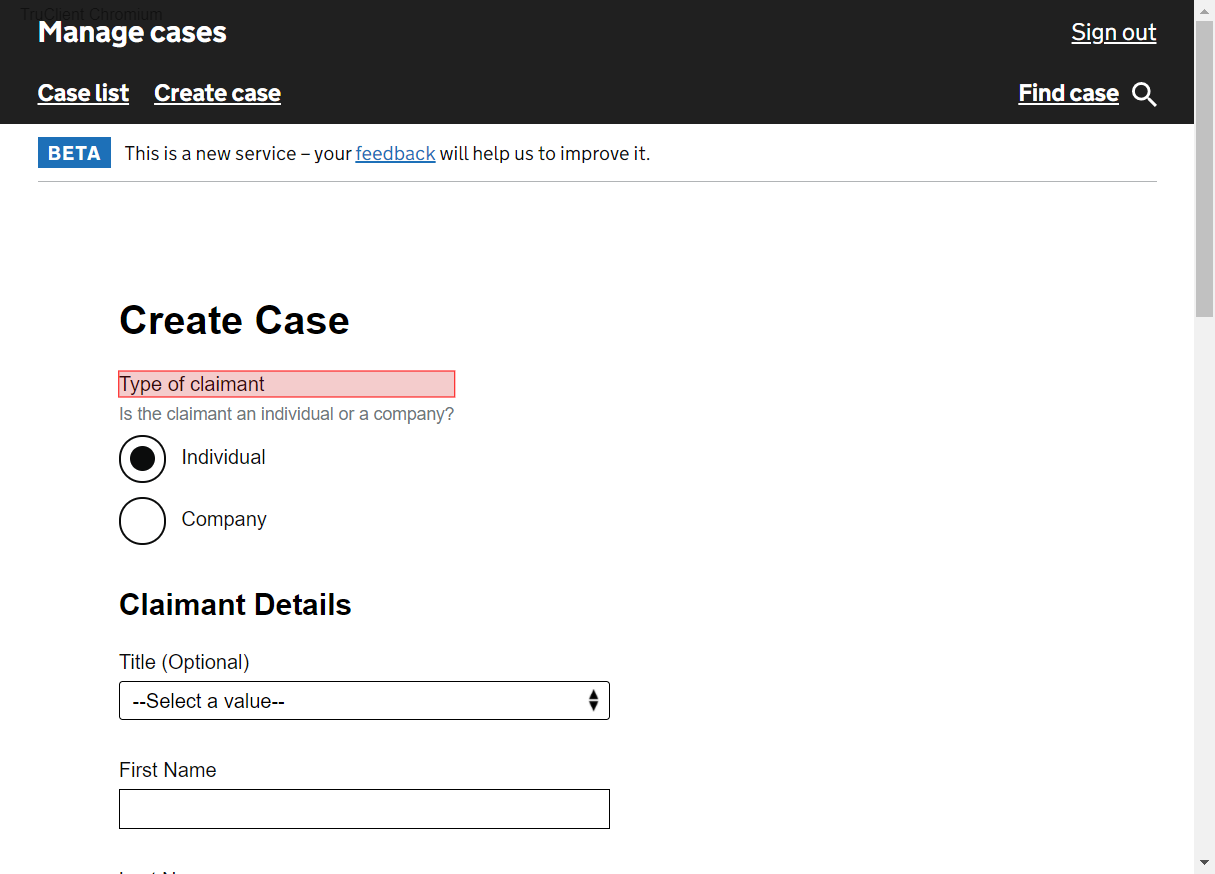 TruClient Chromium
Manage cases
Sign out
Case list Create case
Find case
BETA This is a new service – your feedback will help us to improve it.
Create Case
Type of claimant
Is the claimant an individual or a company?
Individual
Company
Claimant Details
Title (Optional)
--Select a value--
First Name